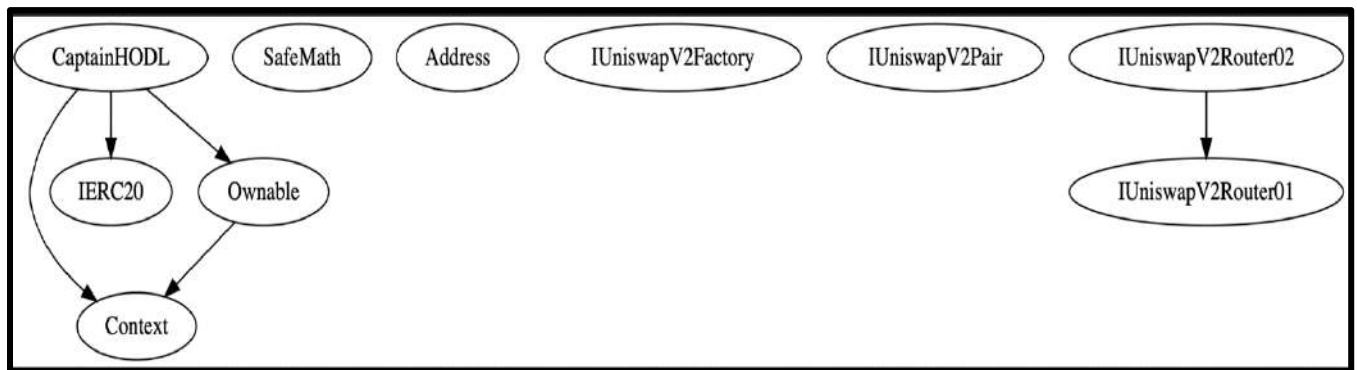 CaptainHODL
SafeMath
Address
IUniswapV2Factory
IUniswapV2Pair
IUniswapV2Router02
IERC20
Ownable
IUniswapV2Router01
Context